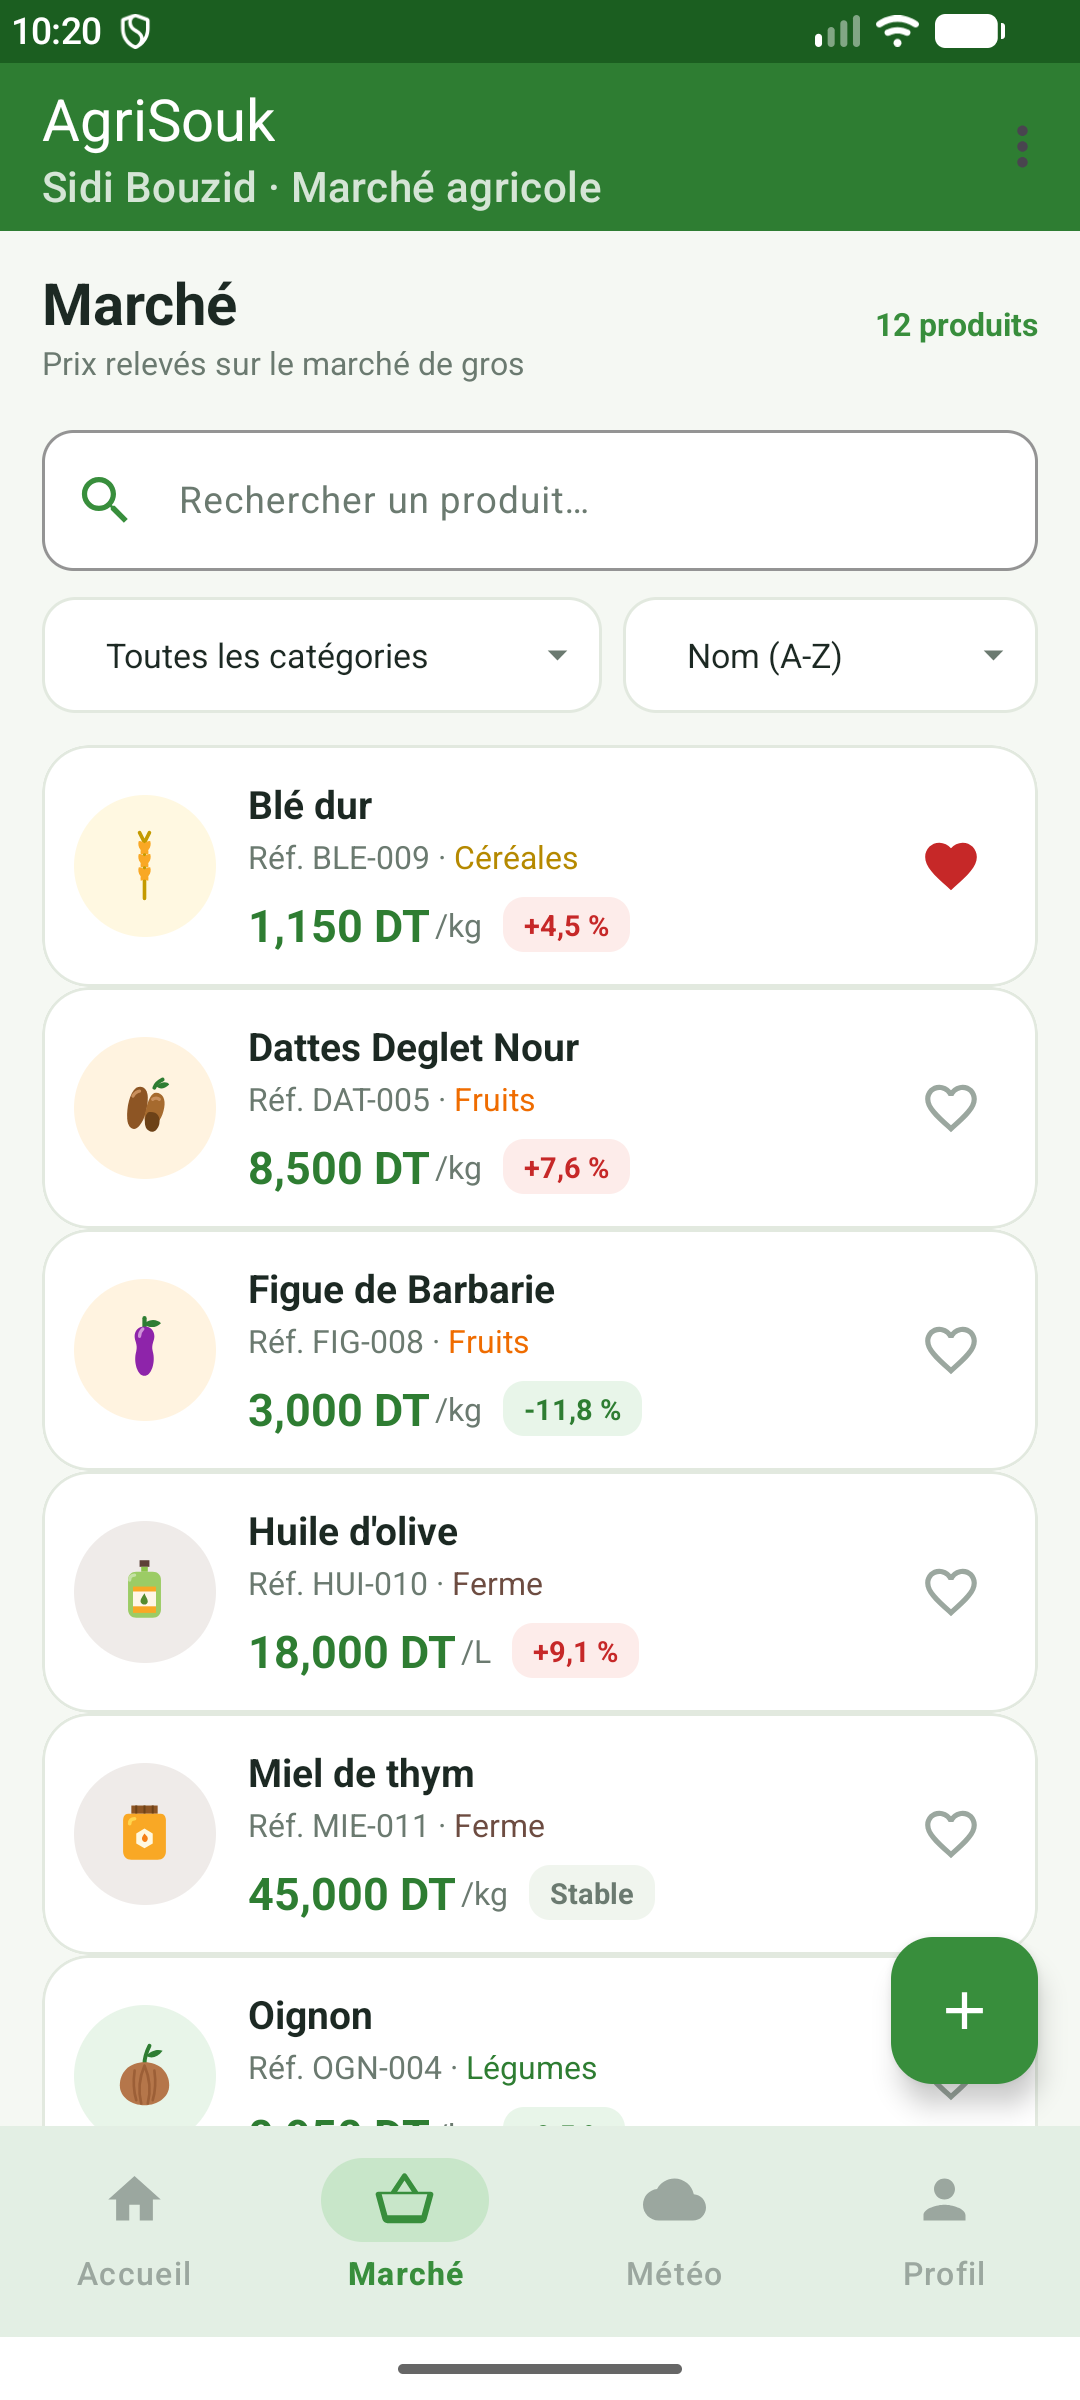 10:20
AgriSouk
Sidi Bouzid · Marché agricole
Marché
12 produits
Prix relevés sur le marché de gros
Rechercher un produit...
Toutes les catégories
Nom (A-Z)
Blé dur
Réf. BLE-009 · Céréales
1,150 DT /kg +4,5 %
Dattes Deglet Nour
Réf. DAT-005 · Fruits
8,500 DT /kg +7,6 %
Figue de Barbarie
Réf. FIG-008 · Fruits
3,000 DT /kg -11,8 %
Huile d'olive
Réf. HUI-010 · Ferme
18,000 DT /L +9,1 %
Miel de thym
Réf. MIE-011 · Ferme
45,000 DT /kg Stable
Oignon
Réf. OGN-004 · Légumes
Accueil
Marché
Météo
Profil